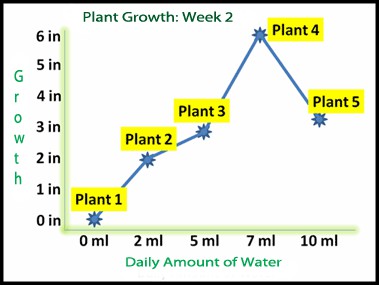 Plant Growth: Week 2
6 in
5 in
4 in
3 in
2 in
1 in
0 in
Growth
Plant 1
Plant 2
Plant 3
Plant 4
Plant 5
0 ml 2 ml 5 ml 7 ml 10 ml
Daily Amount of Water